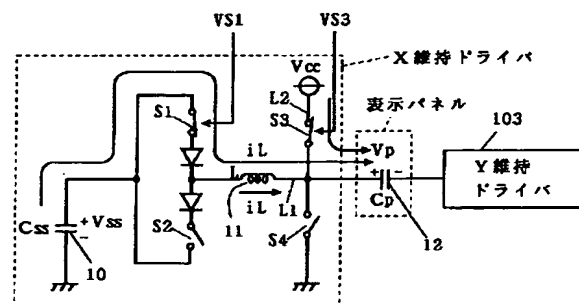 VS1
VS3
X維持ドライバ
Vcc
L2
表示パネル
S1
S3
103
iL
Vp
L
Y維持
ドライバ
Css
+Vss
-
+
-
iL
L1
Cp
S2
11
S4
10
12